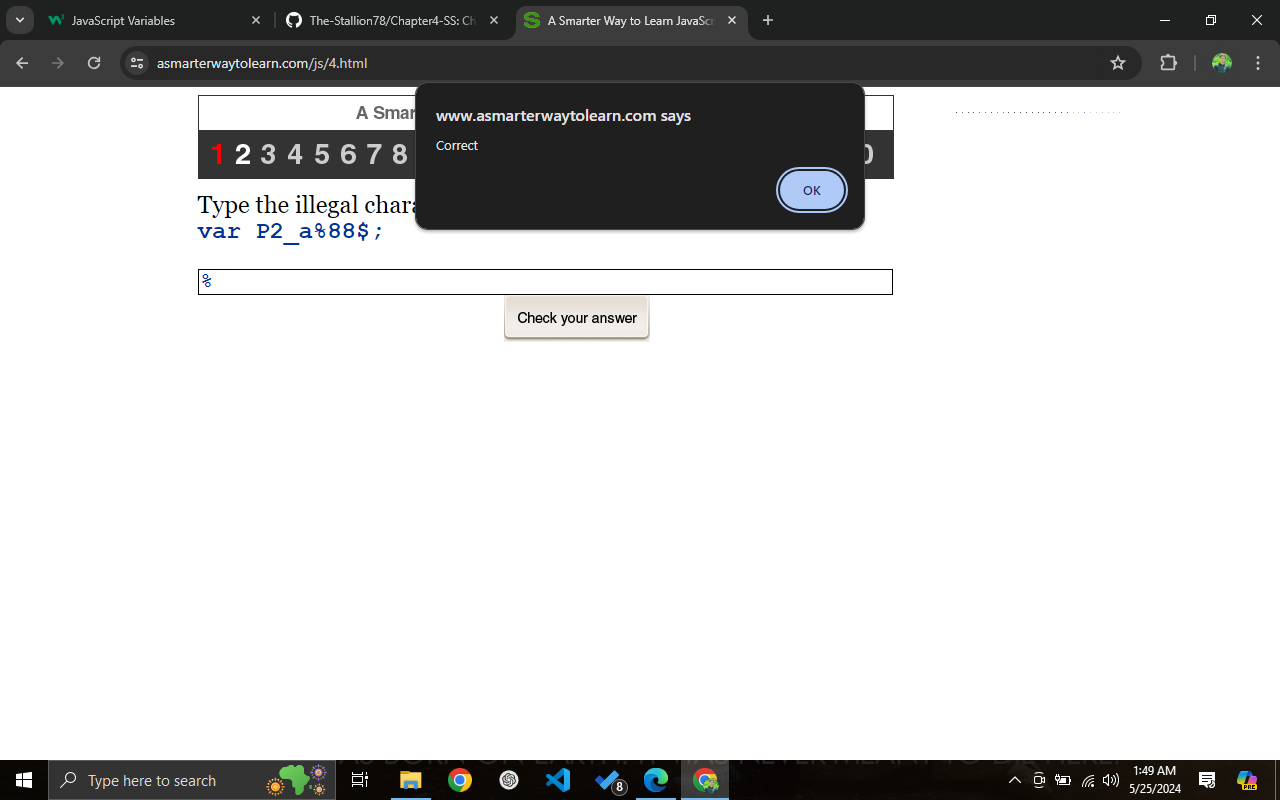 JavaScript Variables
The-Stallion78/Chapter4-SS: Ch
A Smarter Way to Learn JavaScr
asmarterwaytolearn.com/js/4.html
A Smar
1 2 3 4 5 6 7 8
0
www.asmarterwaytolearn.com says
Correct
OK
Type the illegal chara
var P2_a%88$;
%
Check your answer
Type here to search
8
1:49 AM
5/25/2024
PRE